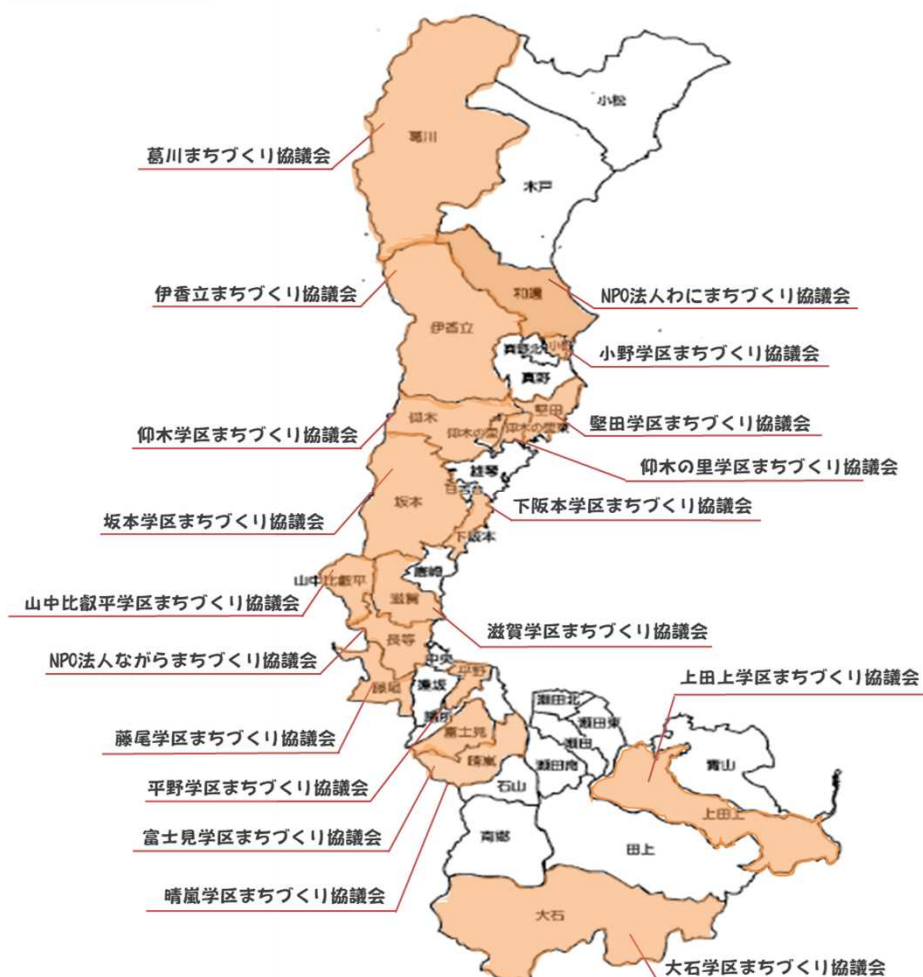 小松
葛川
木戸
葛川まちづくり協議会
伊香立まちづくり協議会
和邇
NPO法人わにまちづくり協議会
伊香立
小野
真野北
小野学区まちづくり協議会
真野
堅田
仰木
仰木の里
仰木の里東
堅田学区まちづくり協議会
仰木学区まちづくり協議会
仰木の里学区まちづくり協議会
雄琴
日吉台
坂本
下阪本学区まちづくり協議会
坂本学区まちづくり協議会
下阪本
唐崎
山中比叡平
滋賀
山中比叡平学区まちづくり協議会
滋賀学区まちづくり協議会
長等
NPO法人ながらまちづくり協議会
中央
平野
上田上学区まちづくり協議会
藤尾
逢坂
瀬田北
膳所
瀬田東
藤尾学区まちづくり協議会
富士見
瀬田
青山
晴嵐
瀬田南
平野学区まちづくり協議会
石山
上田上
富士見学区まちづくり協議会
南郷
田上
晴嵐学区まちづくり協議会
大石
大石学区まちづくり協議会